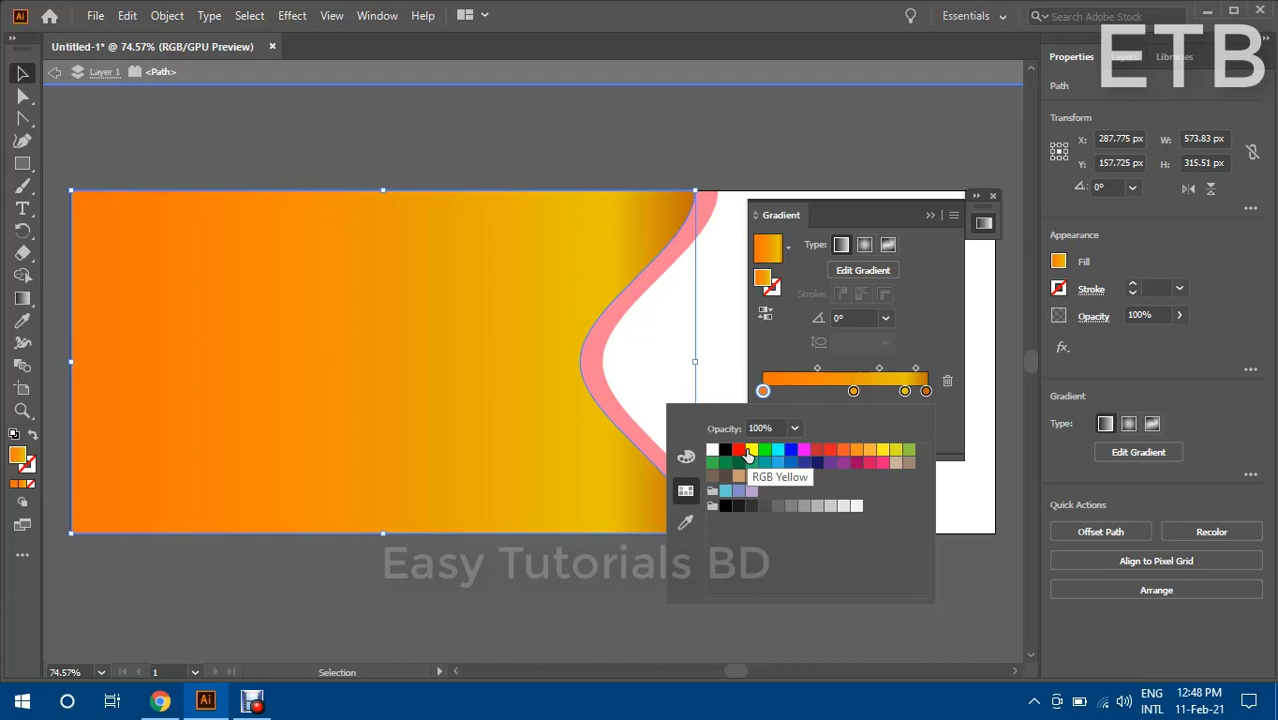 Ai File Edit Object Type Select Effect View Window Help Essentials Search Adobe Stock
ETB
Untitled-1* @ 74.57% (RGB/GPU Preview) ×
Properties Layers Libraries
Layer 1 <Path>
Path
Transform
X: 287.775 px W: 573.83 px
Y: 157.725 px H: 315.51 px
0°
Gradient
Type:
Edit Gradient
Stroke:
0°
Appearance
Fill
Stroke
Opacity 100%
fx.
Opacity: 100%
RGB Yellow
Gradient
Edit Gradient
Quick Actions
Offset Path Recolor
Align to Pixel Grid
Arrange
Easy Tutorials BD
74.57% 1 Selection
Ai
ENG 12:48 PM
INTL 11-Feb-21